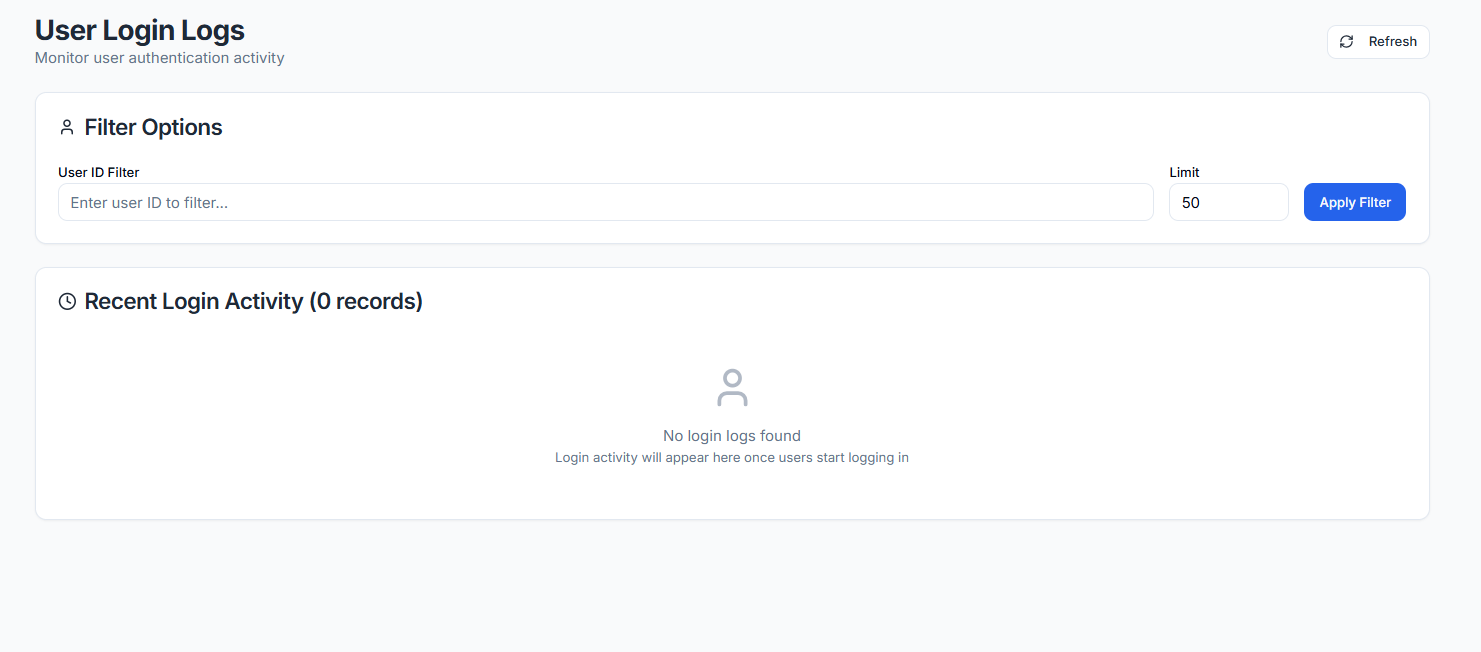 User Login Logs
Monitor user authentication activity
Refresh
Filter Options
User ID Filter
Enter user ID to filter...
Limit
50
Apply Filter
Recent Login Activity (0 records)
No login logs found
Login activity will appear here once users start logging in